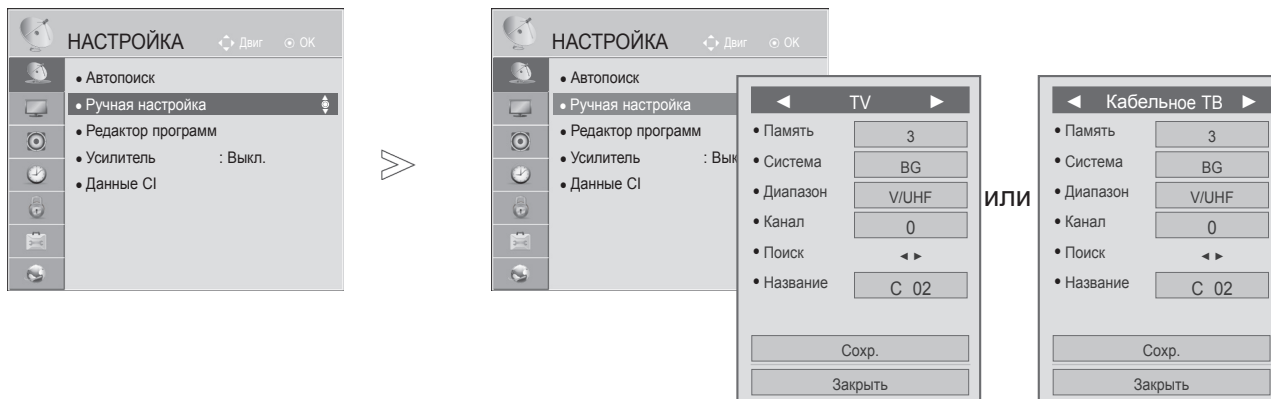 НАСТРОЙКА Двиг ОК
• Автопоиск
• Ручная настройка
• Редактор программ
• Усилитель : Выкл.
• Данные CI
НАСТРОЙКА Двиг ОК
• Автопоиск
• Ручная настройка
• Редактор программ
• Усилитель : Вык
• Данные CI
◄ TV ►
• Память 3
• Система BG
• Диапазон V/UHF
• Канал 0
• Поиск ◄ ►
• Название C 02
Сохр.
Закрыть
или
◄ Кабельное ТВ ►
• Память 3
• Система BG
• Диапазон V/UHF
• Канал 0
• Поиск ◄ ►
• Название C 02
Сохр.
Закрыть